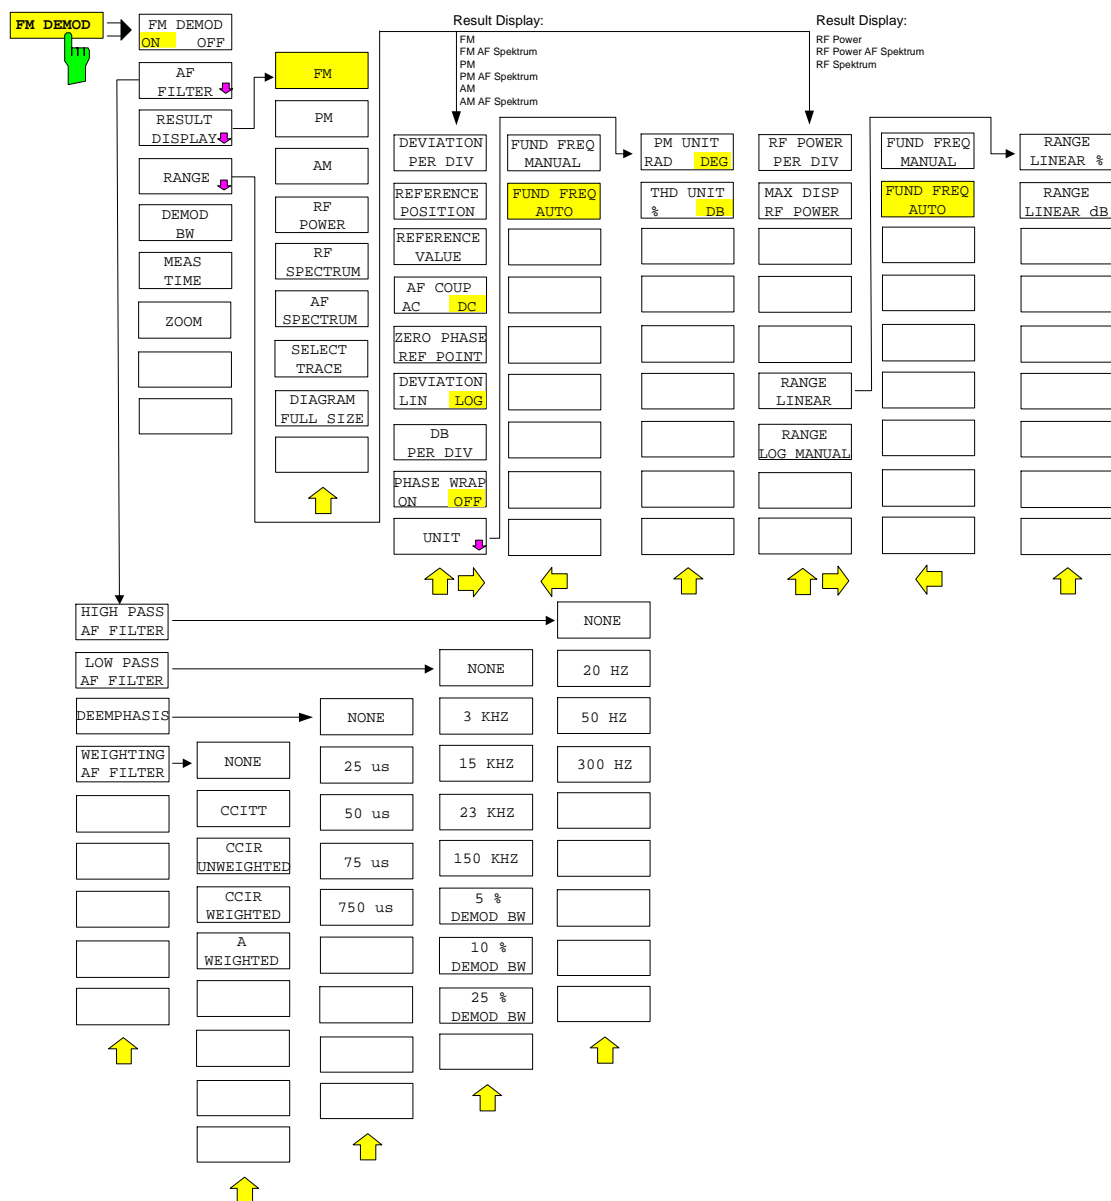 FM DEMOD
FM DEMOD
ON OFF
AF
FILTER
RESULT
DISPLAY
RANGE
DEMOD
BW
MEAS
TIME
ZOOM
FM
PM
AM
RF
POWER
RF
SPECTRUM
AF
SPECTRUM
SELECT
TRACE
DIAGRAM
FULL SIZE
Result Display:
FM
FM AF Spektrum
PM
PM AF Spektrum
AM
AM AF Spektrum
DEVIATION
PER DIV
REFERENCE
POSITION
REFERENCE
VALUE
AF COUP
AC DC
ZERO PHASE
REF POINT
DEVIATION
LIN LOG
DB
PER DIV
PHASE WRAP
ON OFF
UNIT
FUND FREQ
MANUAL
FUND FREQ
AUTO
PM UNIT
RAD DEG
THD UNIT
% DB
Result Display:
RF Power
RF Power AF Spektrum
RF Spektrum
RF POWER
PER DIV
MAX DISP
RF POWER
RANGE
LINEAR
RANGE
LOG MANUAL
FUND FREQ
MANUAL
FUND FREQ
AUTO
RANGE
LINEAR %
RANGE
LINEAR dB
HIGH PASS
AF FILTER
LOW PASS
AF FILTER
DEEMPHASIS
WEIGHTING
AF FILTER
NONE
CCITT
CCIR
UNWEIGHTED
CCIR
WEIGHTED
A
WEIGHTED
NONE
25 us
50 us
75 us
750 us
NONE
3 KHZ
15 KHZ
23 KHZ
150 KHZ
5 %
DEMOD BW
10 %
DEMOD BW
25 %
DEMOD BW
NONE
20 HZ
50 HZ
300 HZ